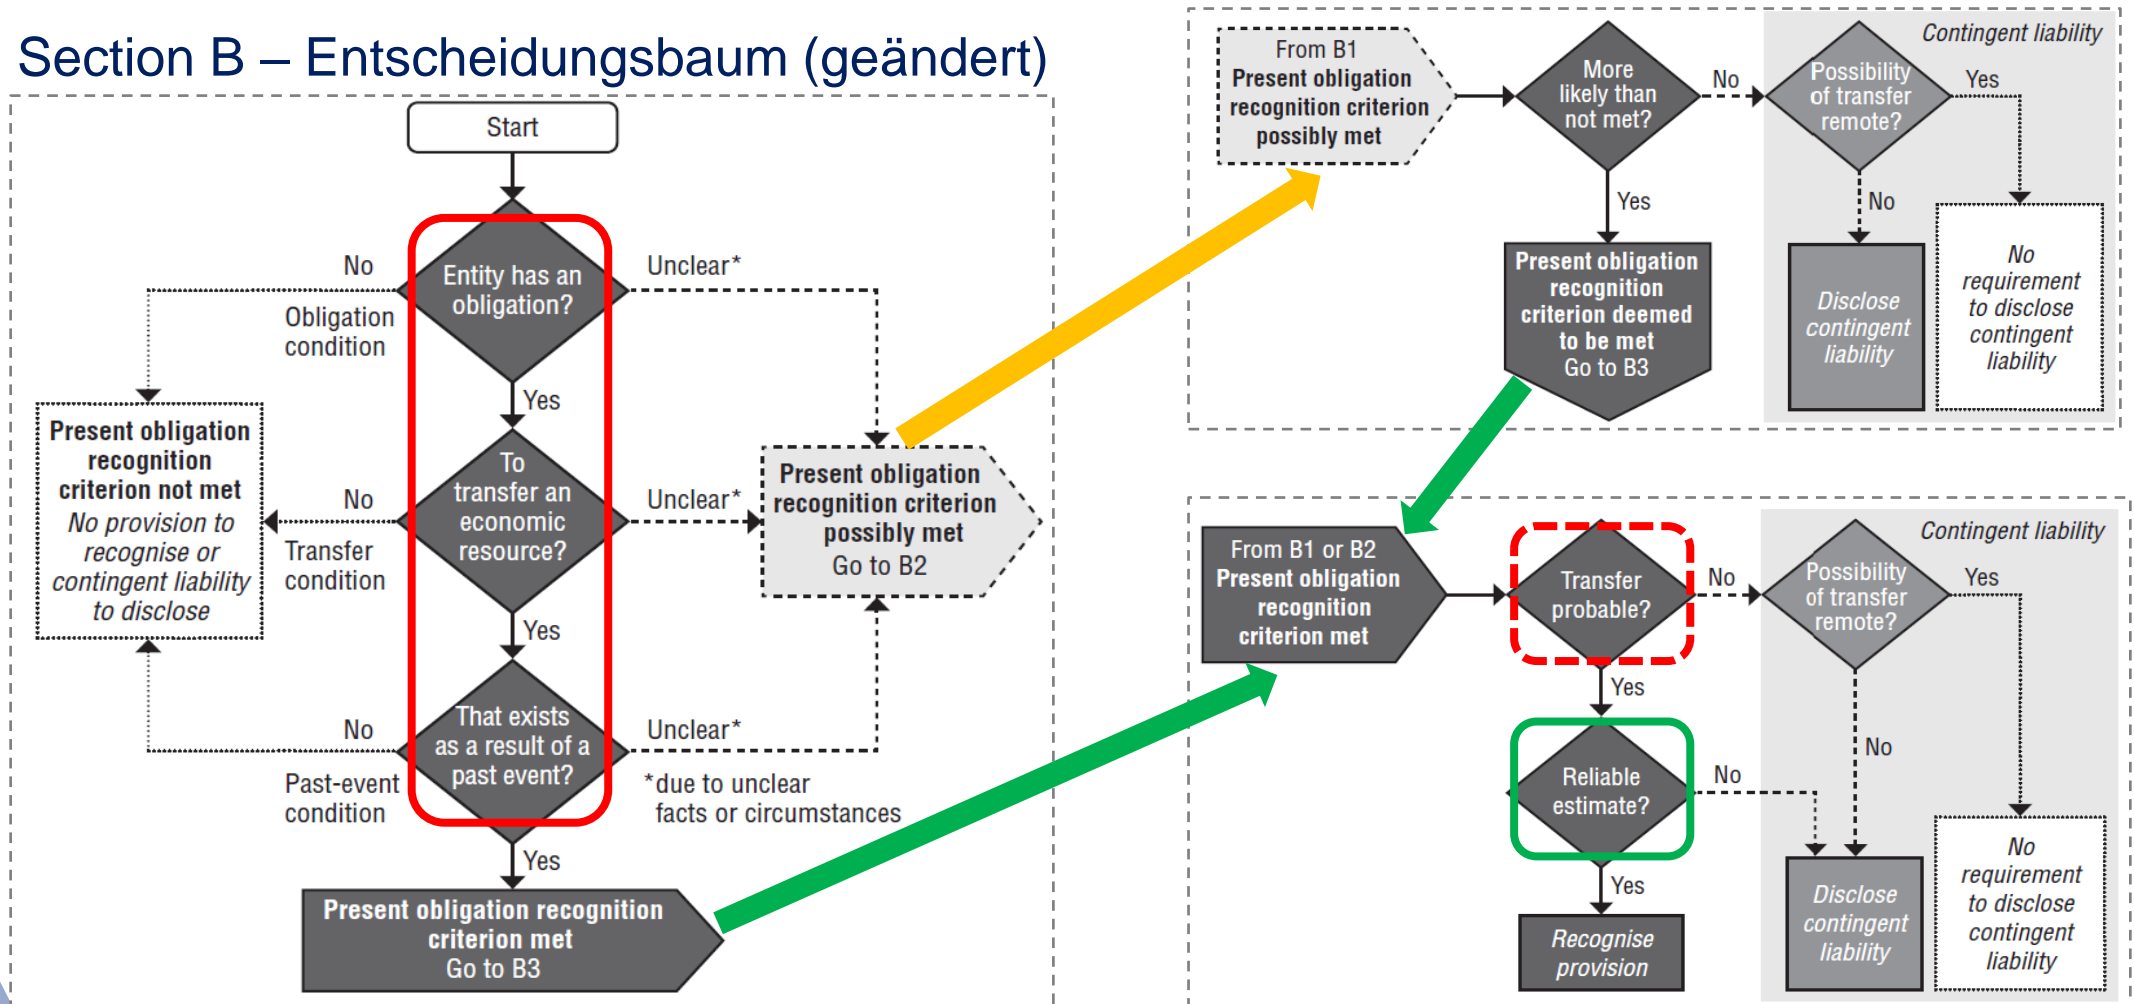 Section B – Entscheidungsbaum (geändert)
Start
Entity has an
obligation?
No
Unclear*
Obligation
condition
Yes
To
transfer an
economic
resource?
No
Unclear*
Transfer
condition
Yes
That exists
as a result of a
past event?
No
Unclear*
Past-event
condition
*due to unclear
facts or circumstances
Yes
Present obligation
recognition
criterion not met
No provision to
recognise or
contingent liability
to disclose
Present obligation
recognition criterion
possibly met
Go to B2
Present obligation recognition
criterion met
Go to B3
From B1
Present obligation
recognition criterion
possibly met
More
likely than
not met?
No
Yes
Present obligation
recognition
criterion deemed
to be met
Go to B3
Contingent liability
Possibility
of transfer
remote?
Yes
No
Disclose
contingent
liability
No
requirement
to disclose
contingent
liability
From B1 or B2
Present obligation
recognition
criterion met
Transfer
probable?
No
Yes
Reliable
estimate?
No
Yes
Recognise
provision
Contingent liability
Possibility
of transfer
remote?
Yes
No
Disclose
contingent
liability
No
requirement
to disclose
contingent
liability